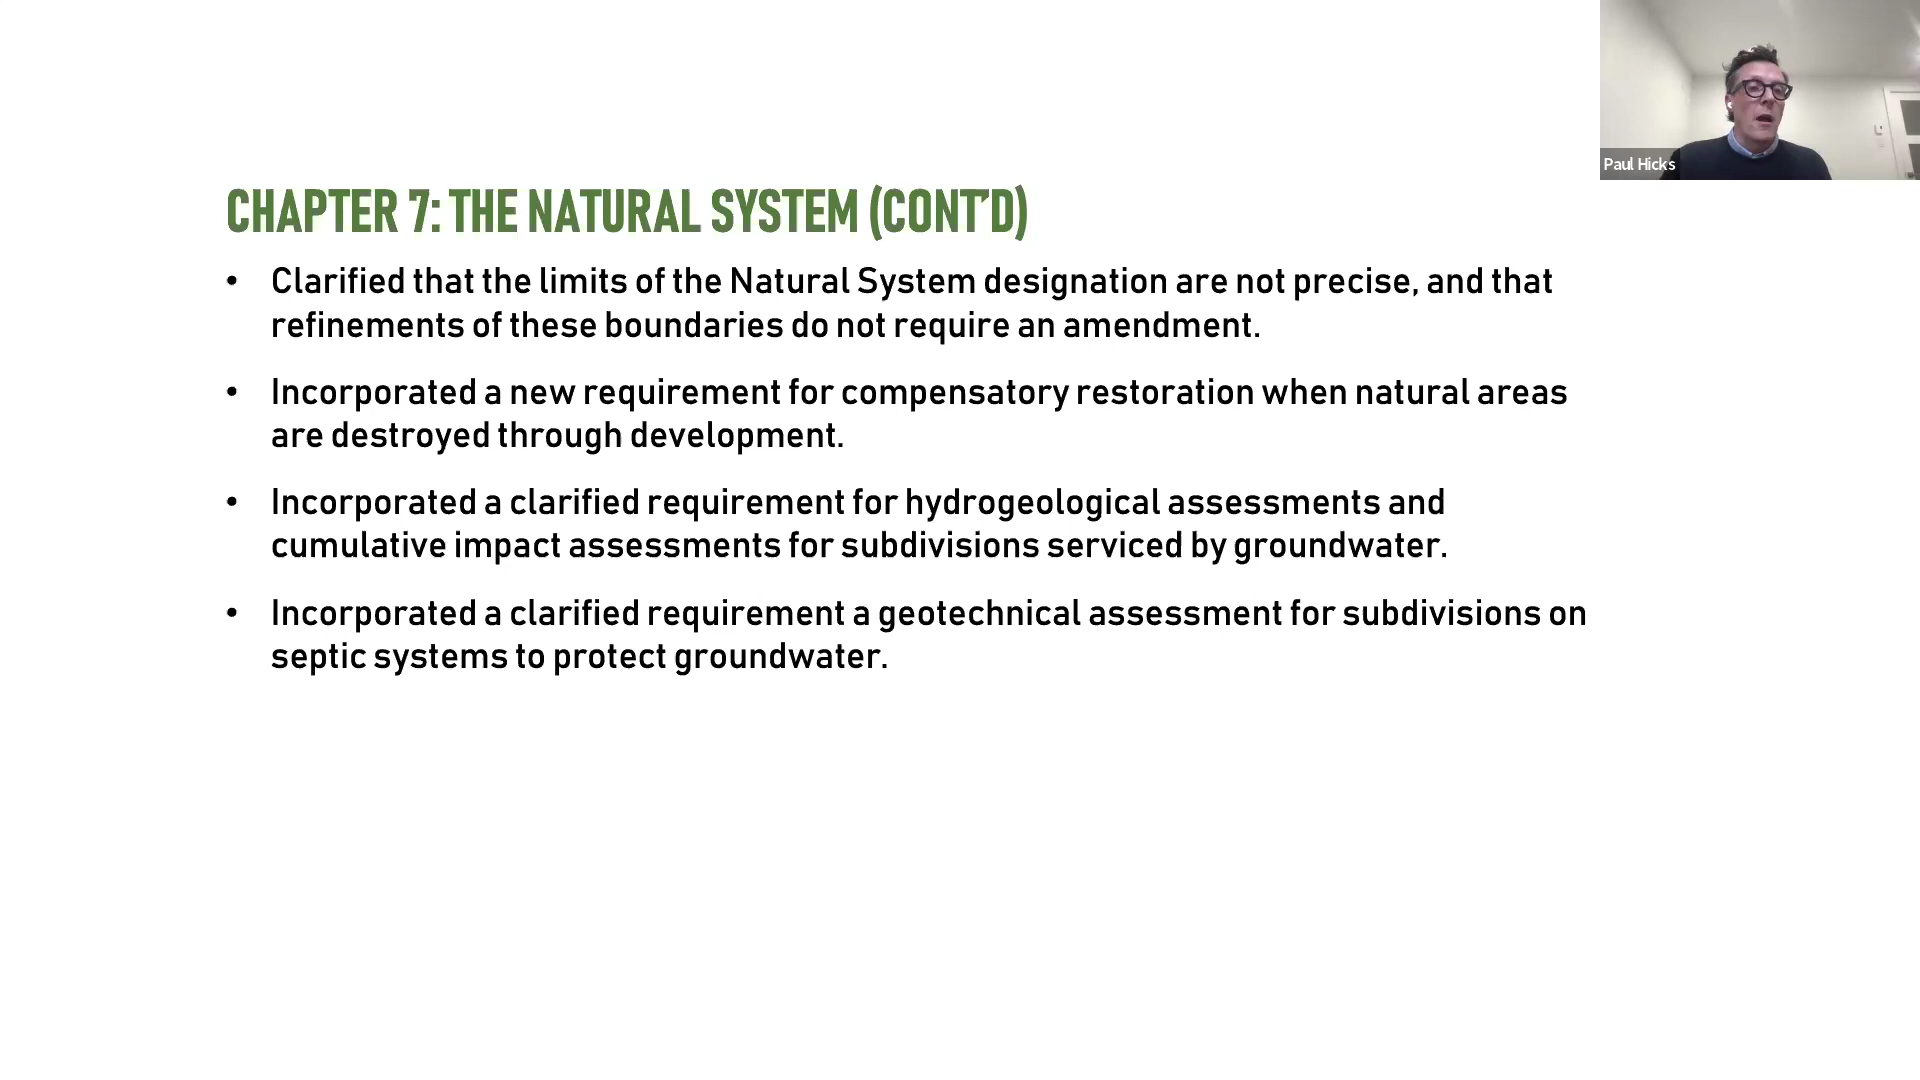 Paul Hicks
CHAPTER 7: THE NATURAL SYSTEM (CONT'D)
• Clarified that the limits of the Natural System designation are not precise, and that
refinements of these boundaries do not require an amendment.
• Incorporated a new requirement for compensatory restoration when natural areas
are destroyed through development.
• Incorporated a clarified requirement for hydrogeological assessments and
cumulative impact assessments for subdivisions serviced by groundwater.
• Incorporated a clarified requirement a geotechnical assessment for subdivisions on
septic systems to protect groundwater.